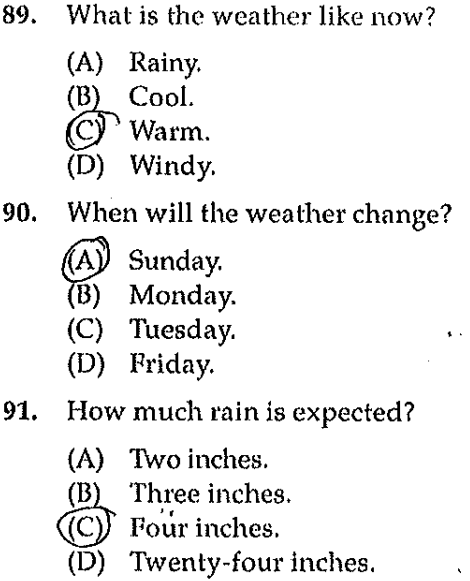 89. What is the weather like now?
(A) Rainy.
(B) Cool.
(C) Warm.
(D) Windy.
90. When will the weather change?
(A) Sunday.
(B) Monday.
(C) Tuesday.
(D) Friday.
91. How much rain is expected?
(A) Two inches.
(B) Three inches.
(C) Four inches.
(D) Twenty-four inches.